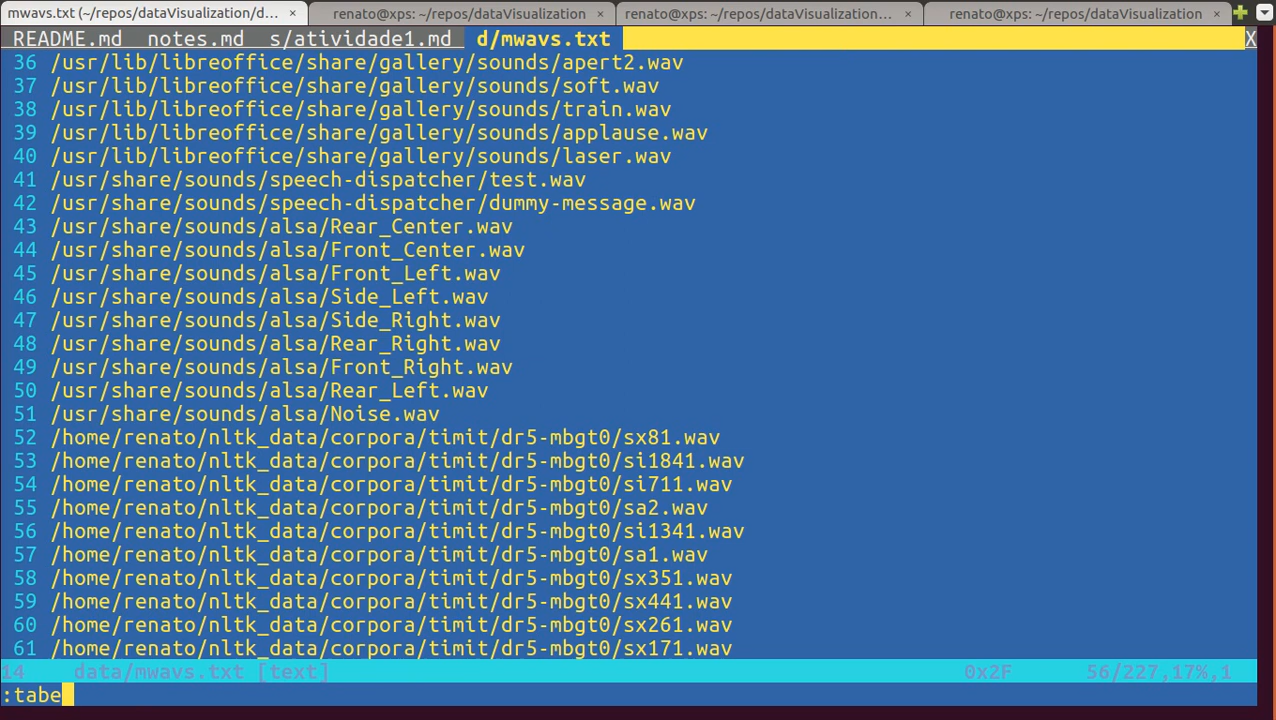 mwavs.txt (~/repos/dataVisualization/d... × renato@xps: ~/repos/dataVisualization × renato@xps: ~/repos/dataVisualization... × renato@xps: ~/repos/dataVisualization ×
README.md notes.md s/atividade1.md d/mwavs.txt X
36 /usr/lib/libreoffice/share/gallery/sounds/apert2.wav
37 /usr/lib/libreoffice/share/gallery/sounds/soft.wav
38 /usr/lib/libreoffice/share/gallery/sounds/train.wav
39 /usr/lib/libreoffice/share/gallery/sounds/applause.wav
40 /usr/lib/libreoffice/share/gallery/sounds/laser.wav
41 /usr/share/sounds/speech-dispatcher/test.wav
42 /usr/share/sounds/speech-dispatcher/dummy-message.wav
43 /usr/share/sounds/alsa/Rear_Center.wav
44 /usr/share/sounds/alsa/Front_Center.wav
45 /usr/share/sounds/alsa/Front_Left.wav
46 /usr/share/sounds/alsa/Side_Left.wav
47 /usr/share/sounds/alsa/Side_Right.wav
48 /usr/share/sounds/alsa/Rear_Right.wav
49 /usr/share/sounds/alsa/Front_Right.wav
50 /usr/share/sounds/alsa/Rear_Left.wav
51 /usr/share/sounds/alsa/Noise.wav
52 /home/renato/nltk_data/corpora/timit/dr5-mbgt0/sx81.wav
53 /home/renato/nltk_data/corpora/timit/dr5-mbgt0/si1841.wav
54 /home/renato/nltk_data/corpora/timit/dr5-mbgt0/si711.wav
55 /home/renato/nltk_data/corpora/timit/dr5-mbgt0/sa2.wav
56 /home/renato/nltk_data/corpora/timit/dr5-mbgt0/si1341.wav
57 /home/renato/nltk_data/corpora/timit/dr5-mbgt0/sa1.wav
58 /home/renato/nltk_data/corpora/timit/dr5-mbgt0/sx351.wav
59 /home/renato/nltk_data/corpora/timit/dr5-mbgt0/sx441.wav
60 /home/renato/nltk_data/corpora/timit/dr5-mbgt0/sx261.wav
61 /home/renato/nltk_data/corpora/timit/dr5-mbgt0/sx171.wav
14 data/mwavs.txt [text] 0x2F 56/227,17%,1
:tabe